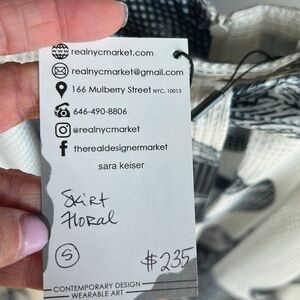 www realnycmarket.com
realnycmarket@gmail.com
166 Mulberry Street NYC, 10013
646-490-8806
@realnycmarket
f therealdesignermarket
sara keiser
Skirt
Floral
S $235
CONTEMPORARY DESIGN
WEARABLE ART